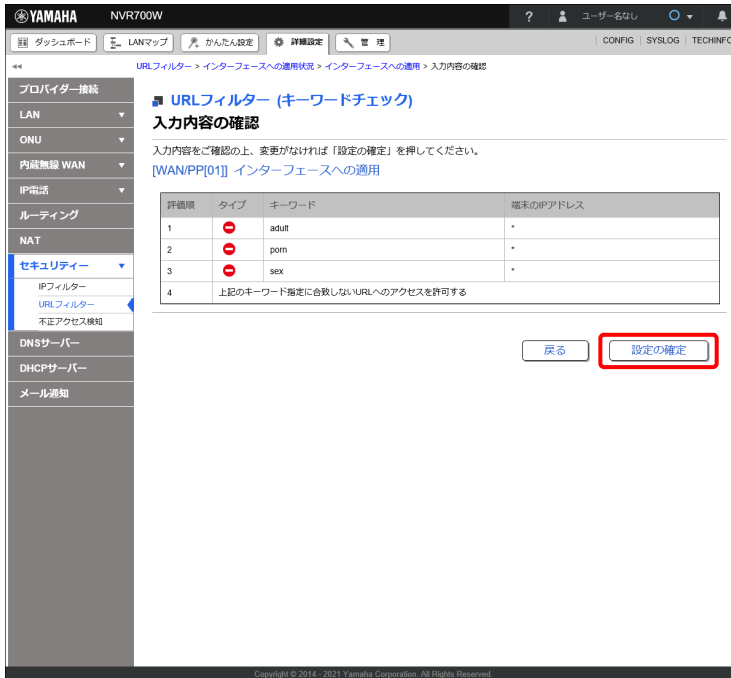 YAMAHA NVR700W ? ユーザーなし
ダッシュボード LANマップ かんたん設定 詳細設定 管 理 CONFIG SYSLOG TECHINFO
URLフィルター > インターフェースへの適用状況 > インターフェースへの適用 > 入力内容の確認
プロバイダー接続
LAN
ONU
内蔵無線 WAN
IP電話
ルーティング
NAT
セキュリティー
IPフィルター
URLフィルター
不正アクセス検知
DNSサーバー
DHCPサーバー
メール通知
URLフィルター (キーワードチェック)
入力内容の確認
入力内容をご確認の上、変更がなければ「設定の確定」を押してください。
[WAN/PP[01]] インターフェースへの適用
評価順 タイプ キーワード 端末のIPアドレス
1 adult *
2 porn *
3 sex *
4 上記のキーワード指定に合致しないURLへのアクセスを許可する
戻る 設定の確定
Copyright © 2014 - 2021 Yamaha Corporation. All Rights Reserved.